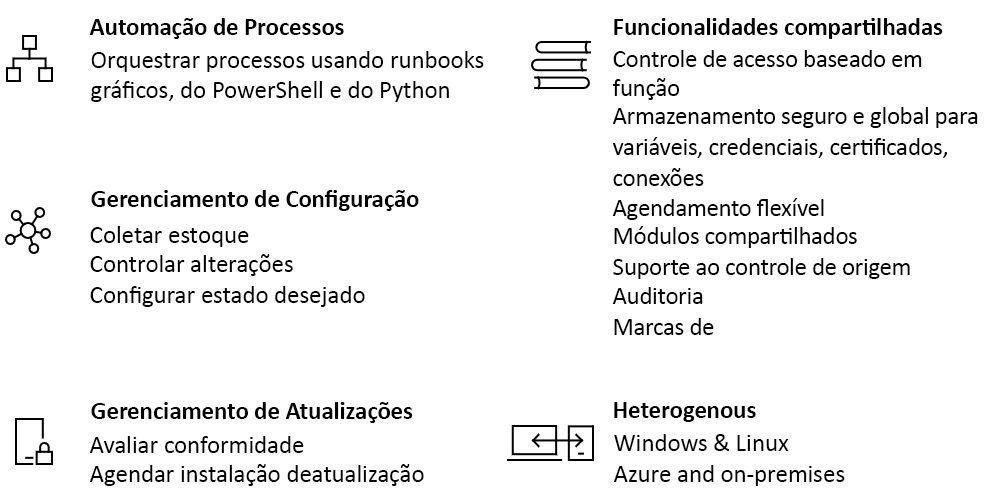 Automação de Processos
Orquestrar processos usando runbooks
gráficos, do PowerShell e do Python
Gerenciamento de Configuração
Coletar estoque
Controlar alterações
Configurar estado desejado
Gerenciamento de Atualizações
Avaliar conformidade
Agendar instalação deatualização
Funcionalidades compartilhadas
Controle de acesso baseado em
função
Armazenamento seguro e global para
variáveis, credenciais, certificados,
conexões
Agendamento flexível
Módulos compartilhados
Suporte ao controle de origem
Auditoria
Marcas de
Heterogenous
Windows & Linux
Azure and on-premises